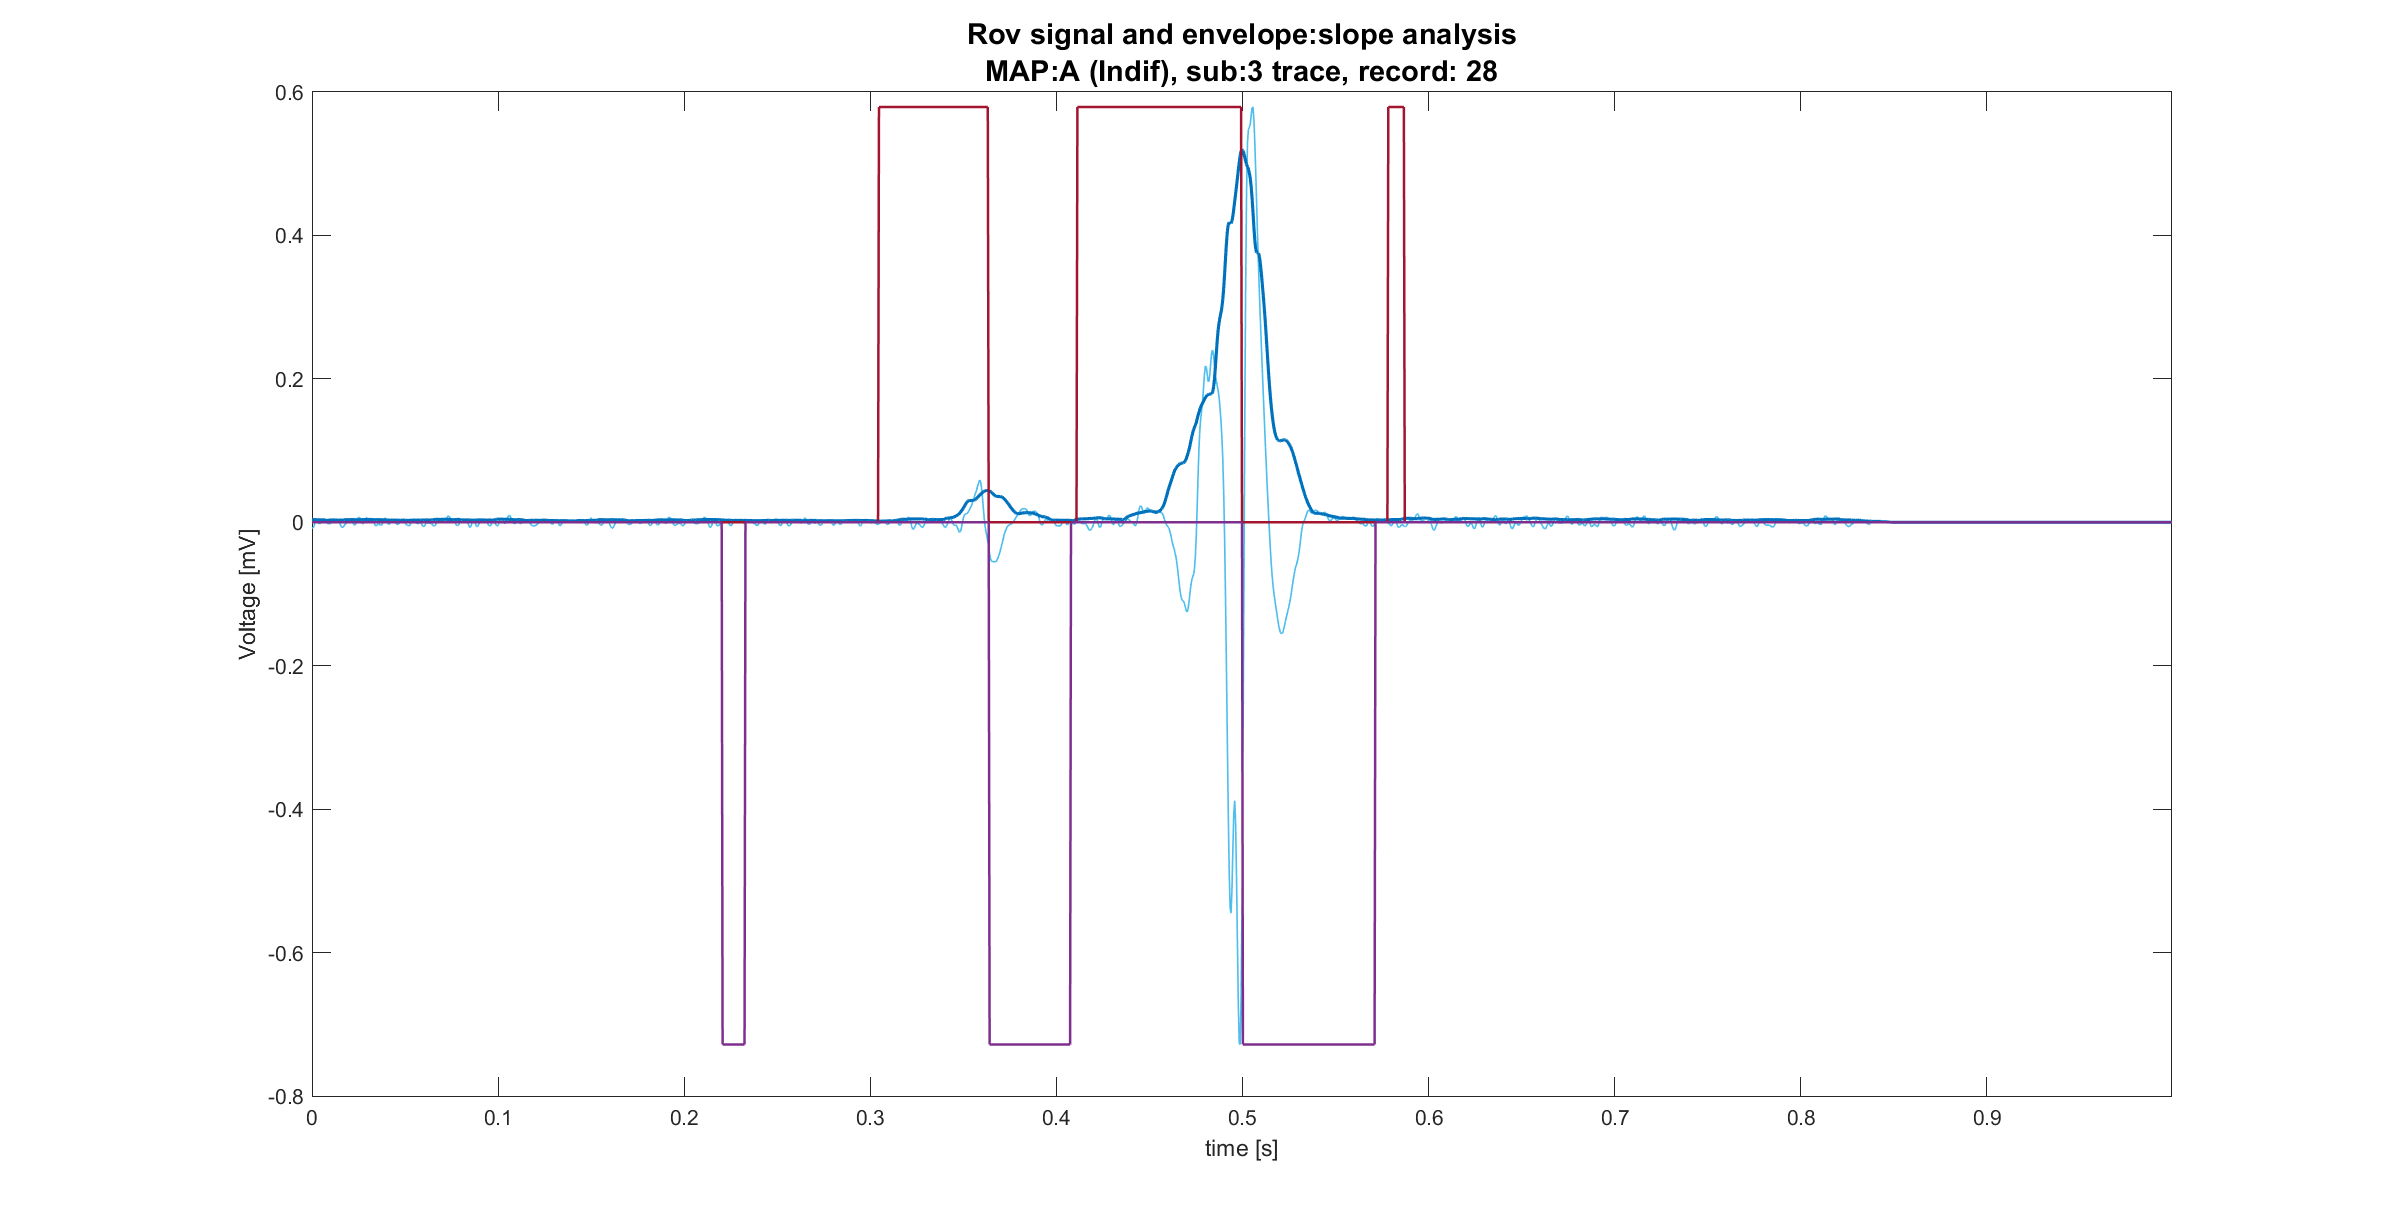 Rov signal and envelope:slope analysis
MAP:A (Indif), sub:3 trace, record: 28
0.6
0.4
0.2
0
-0.2
-0.4
-0.6
-0.8
Voltage [mV]
0 0.1 0.2 0.3 0.4 0.5 0.6 0.7 0.8 0.9
time [s]